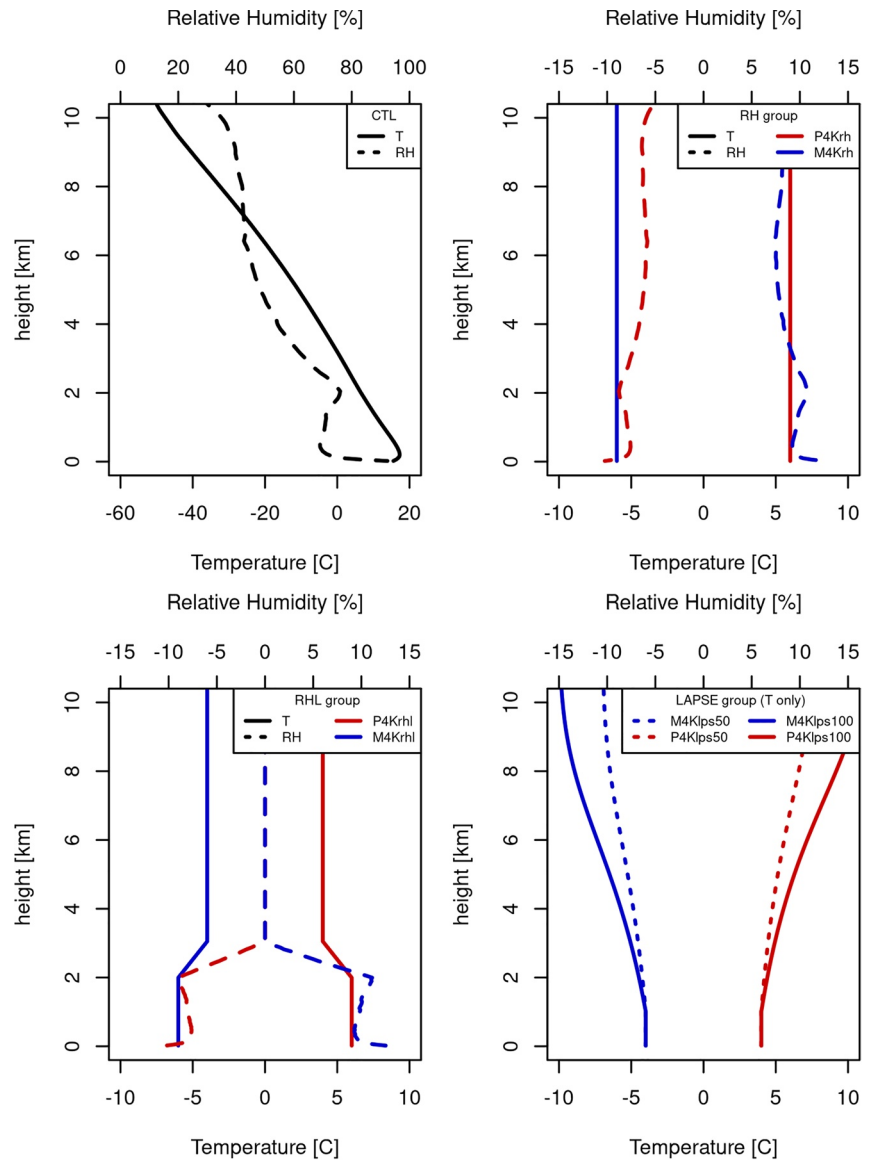 Relative Humidity [%]
0 20 40 60 80 100
CTL
T
RH
height [km]
0 2 4 6 8 10
-60 -40 -20 0 20
Temperature [C]
Relative Humidity [%]
-15 -10 -5 0 5 10 15
RH group
T P4Krh
RH M4Krh
height [km]
0 2 4 6 8 10
-10 -5 0 5 10
Temperature [C]
Relative Humidity [%]
-15 -10 -5 0 5 10 15
RHL group
T P4Krhl
RH M4Krhl
height [km]
0 2 4 6 8 10
-10 -5 0 5 10
Temperature [C]
Relative Humidity [%]
-15 -10 -5 0 5 10 15
LAPSE group (T only)
M4Klps50 M4Klps100
P4Klps50 P4Klps100
height [km]
0 2 4 6 8 10
-10 -5 0 5 10
Temperature [C]